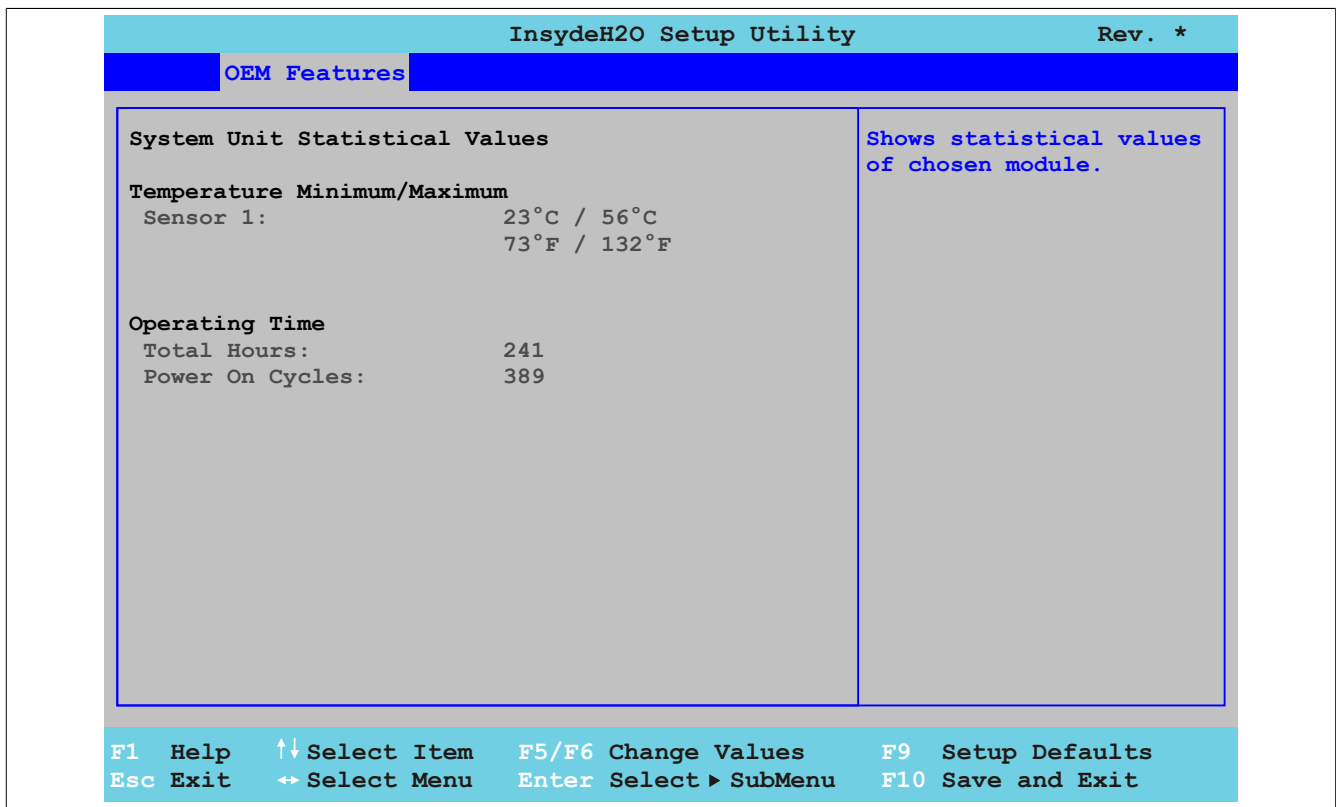 InsydeH2O Setup Utility Rev. *
OEM Features
System Unit Statistical Values
Shows statistical values
of chosen module.
Temperature Minimum/Maximum
Sensor 1: 23°C / 56°C
73°F / 132°F
Operating Time
Total Hours: 241
Power On Cycles: 389
F1 Help ↑↓ Select Item F5/F6 Change Values F9 Setup Defaults
Esc Exit ↔ Select Menu Enter Select ▶ SubMenu F10 Save and Exit